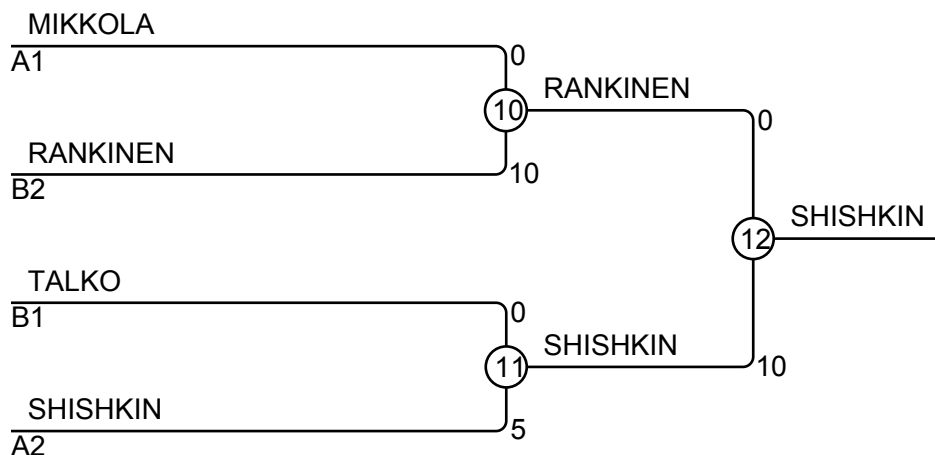 MIKKOLA
A1
0
10
RANKINEN
0
RANKINEN
B2
10
12
SHISHKIN
TALKO
B1
0
11
SHISHKIN
10
SHISHKIN
A2
5